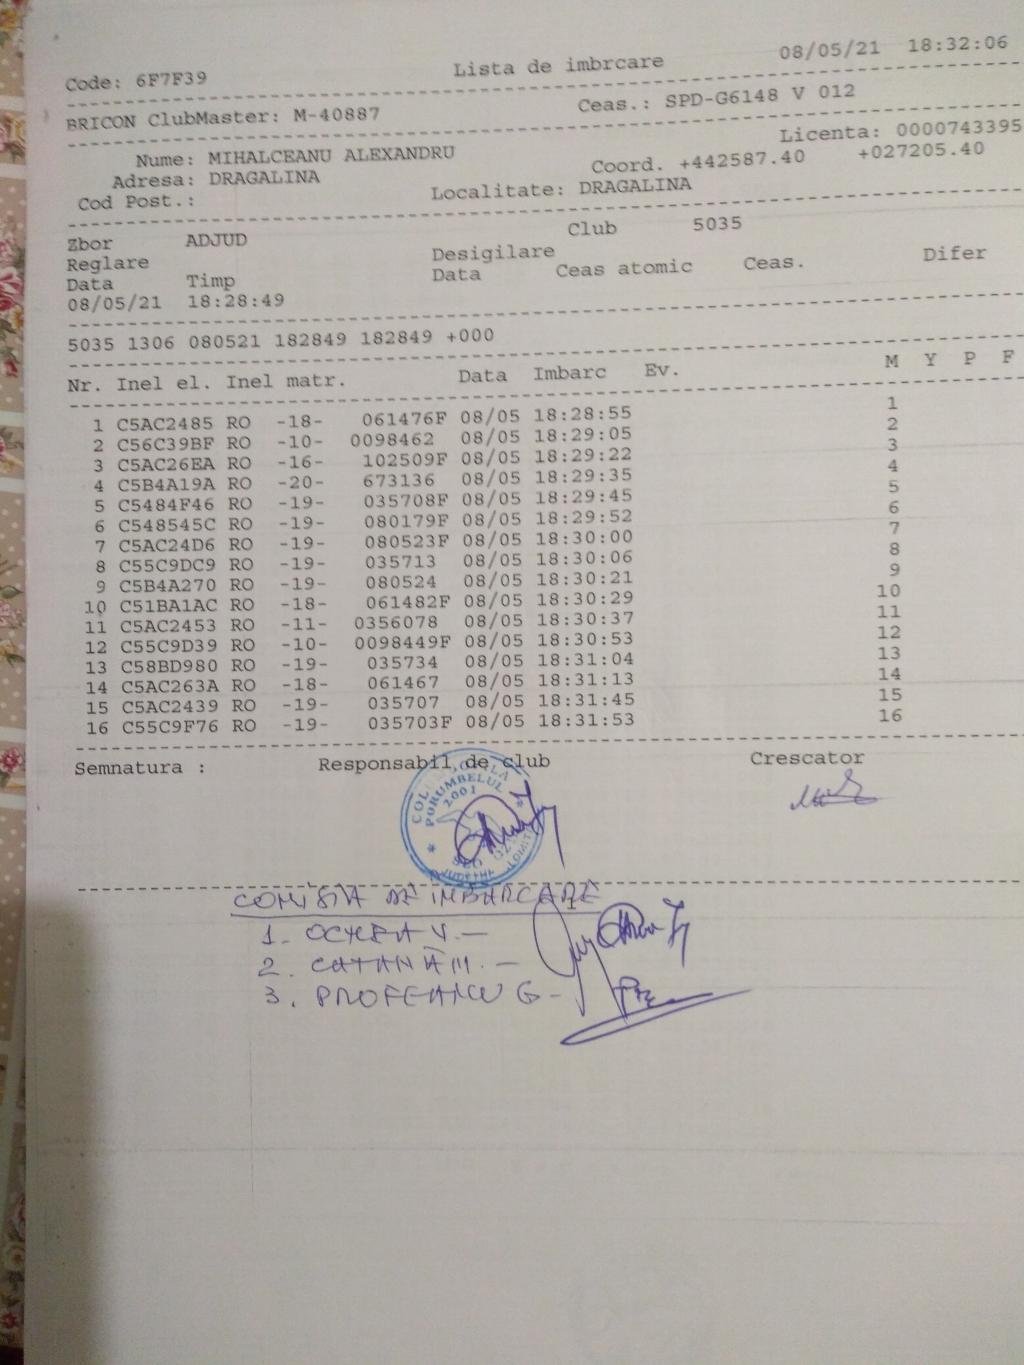 Code: 6F7F39 Lista de imbrcare 08/05/21 18:32:06
BRICON ClubMaster: M-40887 Ceas.: SPD-G6148 V 012
Licenta: 0000743395
Nume: MIHALCEANU ALEXANDRU Coord. +442587.40 +027205.40
Adresa: DRAGALINA
Cod Post.: Localitate: DRAGALINA
Zbor ADJUD Club 5035
Reglare Desigilare
Data Timp Data Ceas atomic Ceas. Difer
08/05/21 18:28:49
5035 1306 080521 182849 182849 +000
Nr. Inel el. Inel matr. Data Imbarc Ev. M Y P F
1 C5AC2485 RO -18- 061476F 08/05 18:28:55 1
2 C56C39BF RO -10- 0098462 08/05 18:29:05 2
3 C5AC26EA RO -16- 102509F 08/05 18:29:22 3
4 C5B4A19A RO -20- 673136 08/05 18:29:35 4
5 C5484F46 RO -19- 035708F 08/05 18:29:45 5
6 C548545C RO -19- 080179F 08/05 18:29:52 6
7 C5AC24D6 RO -19- 080523F 08/05 18:30:00 7
8 C55C9DC9 RO -19- 035713 08/05 18:30:06 8
9 C5B4A270 RO -19- 080524 08/05 18:30:21 9
10 C51BA1AC RO -18- 061482F 08/05 18:30:29 10
11 C5AC2453 RO -11- 0356078 08/05 18:30:37 11
12 C55C9D39 RO -10- 0098449F 08/05 18:30:53 12
13 C58BD980 RO -19- 035734 08/05 18:31:04 13
14 C5AC263A RO -18- 061467 08/05 18:31:13 14
15 C5AC2439 RO -19- 035707 08/05 18:31:45 15
16 C55C9F76 RO -19- 035703F 08/05 18:31:53 16
Semnatura : Responsabil de club Crescator
PORUMBELUL
2001
COMISIA DE IMBARCARE
1. OCHEA V. -
2. CATANĂ M. -
3. PROFEANU G -